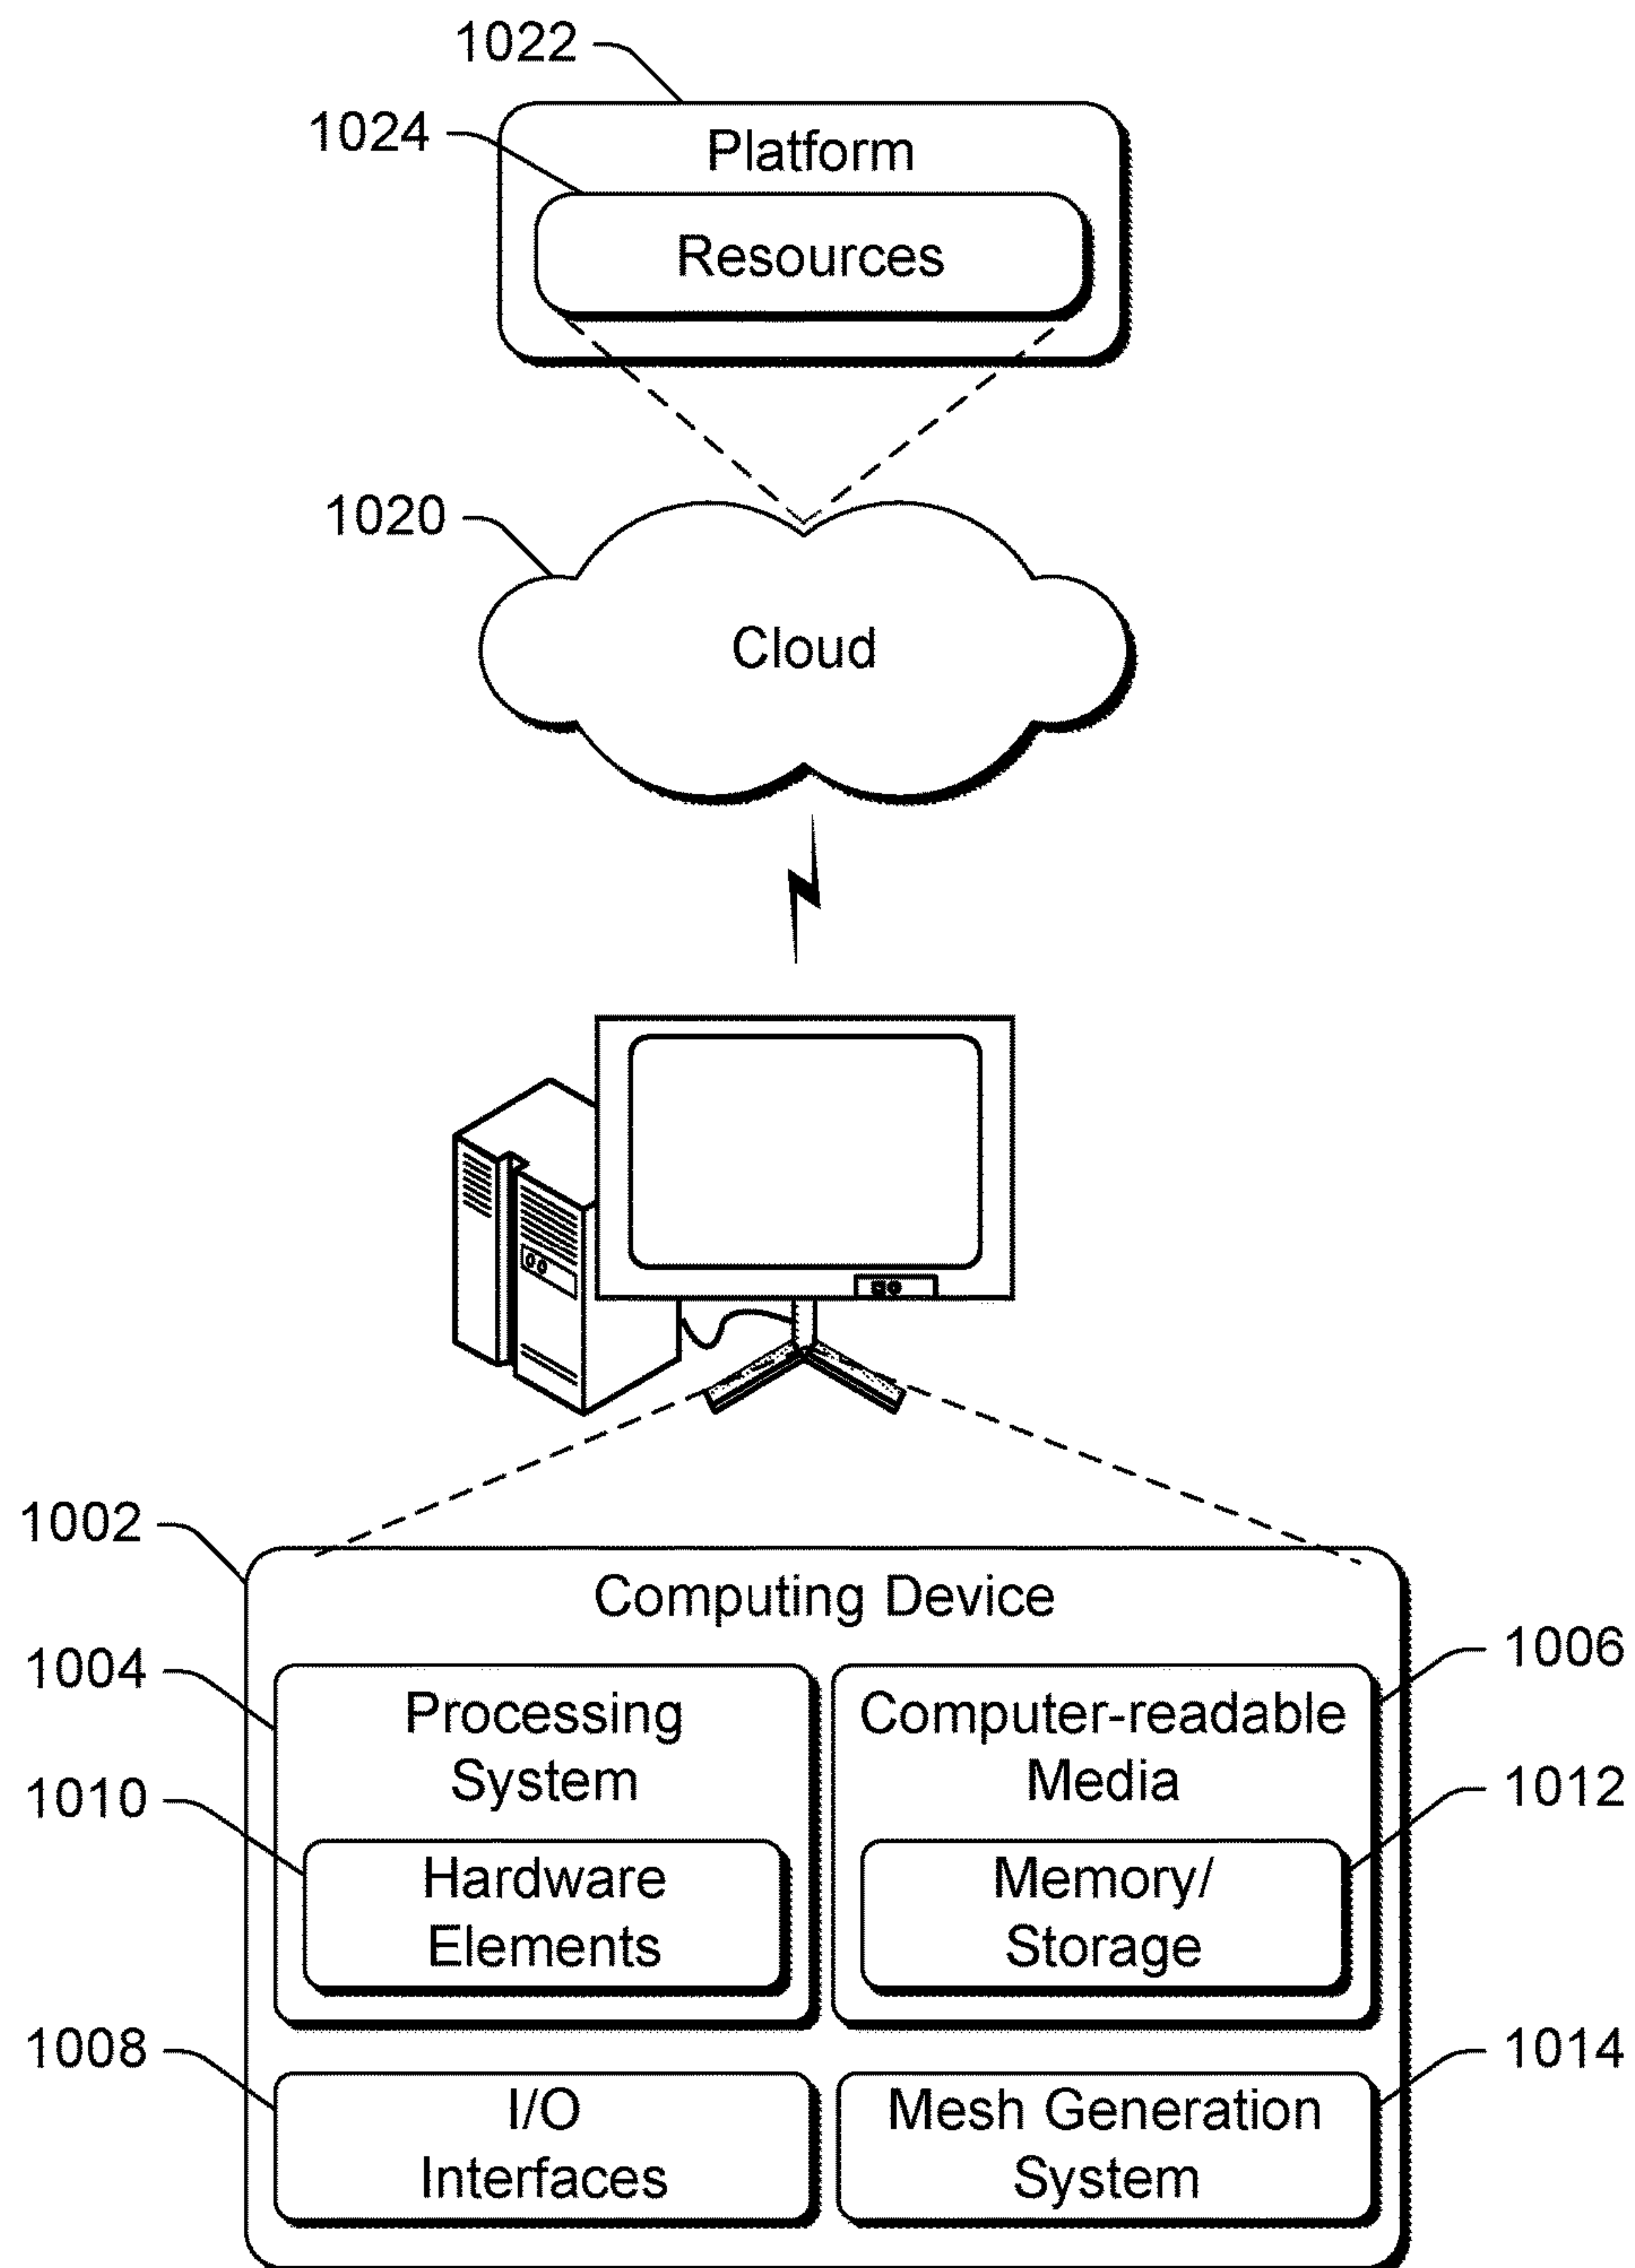 1022
1024
Platform
Resources
1020
Cloud
1002
Computing Device
1004
1006
Processing
System
Computer-readable
Media
1010
1012
Hardware
Elements
Memory/
Storage
1008
1014
I/O
Interfaces
Mesh Generation
System